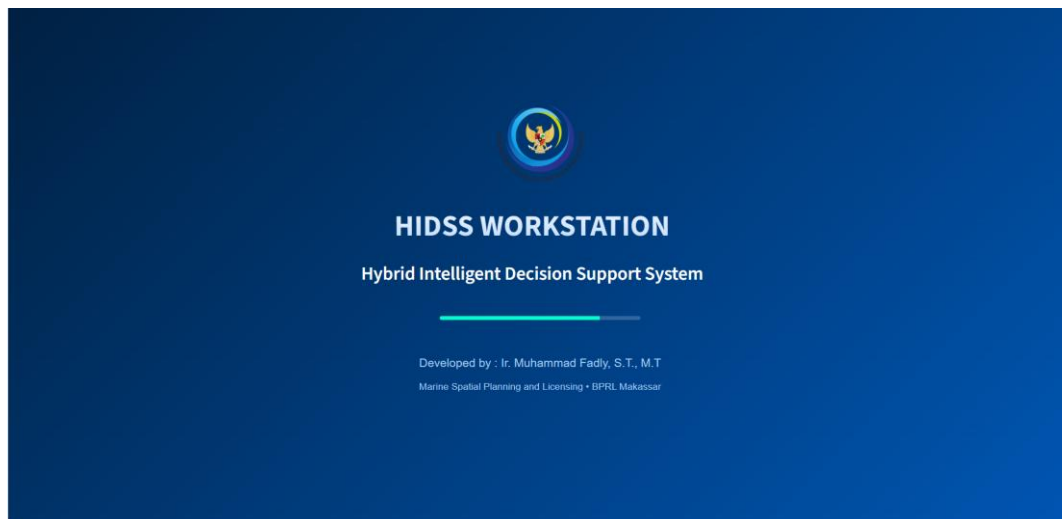 HIDSS WORKSTATION
Hybrid Intelligent Decision Support System
Developed by : Ir. Muhammad Fadly, S.T., M.T
Marine Spatial Planning and Licensing • BPRL Makassar